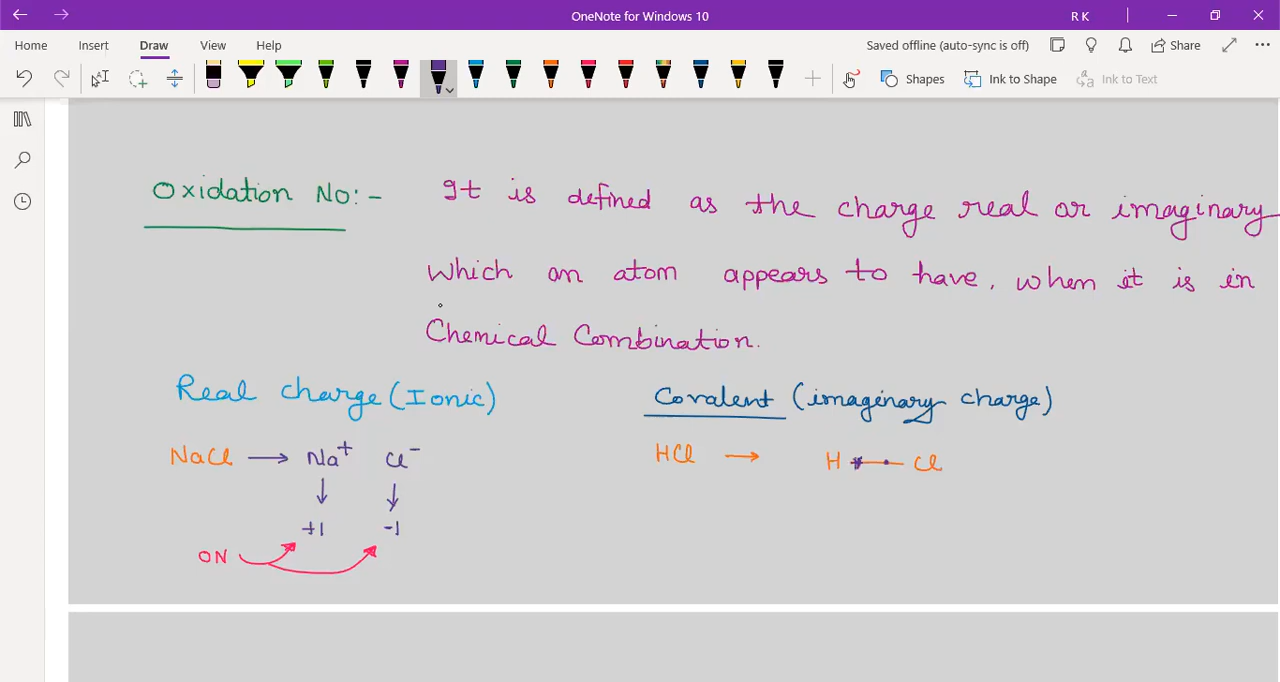 OneNote for Windows 10
R K
Home Insert Draw View Help
Saved offline (auto-sync is off)
Share
Shapes
Ink to Shape
Ink to Text
Oxidation No:- It is defined as the charge real or imaginary
Which an atom appears to have, when it is in
Chemical Combination.
Real charge (Ionic)
Covalent (imaginary charge)
NaCl → Na⁺ Cl⁻
HCl → H — Cl
↓ ↓
+1 -1
ON